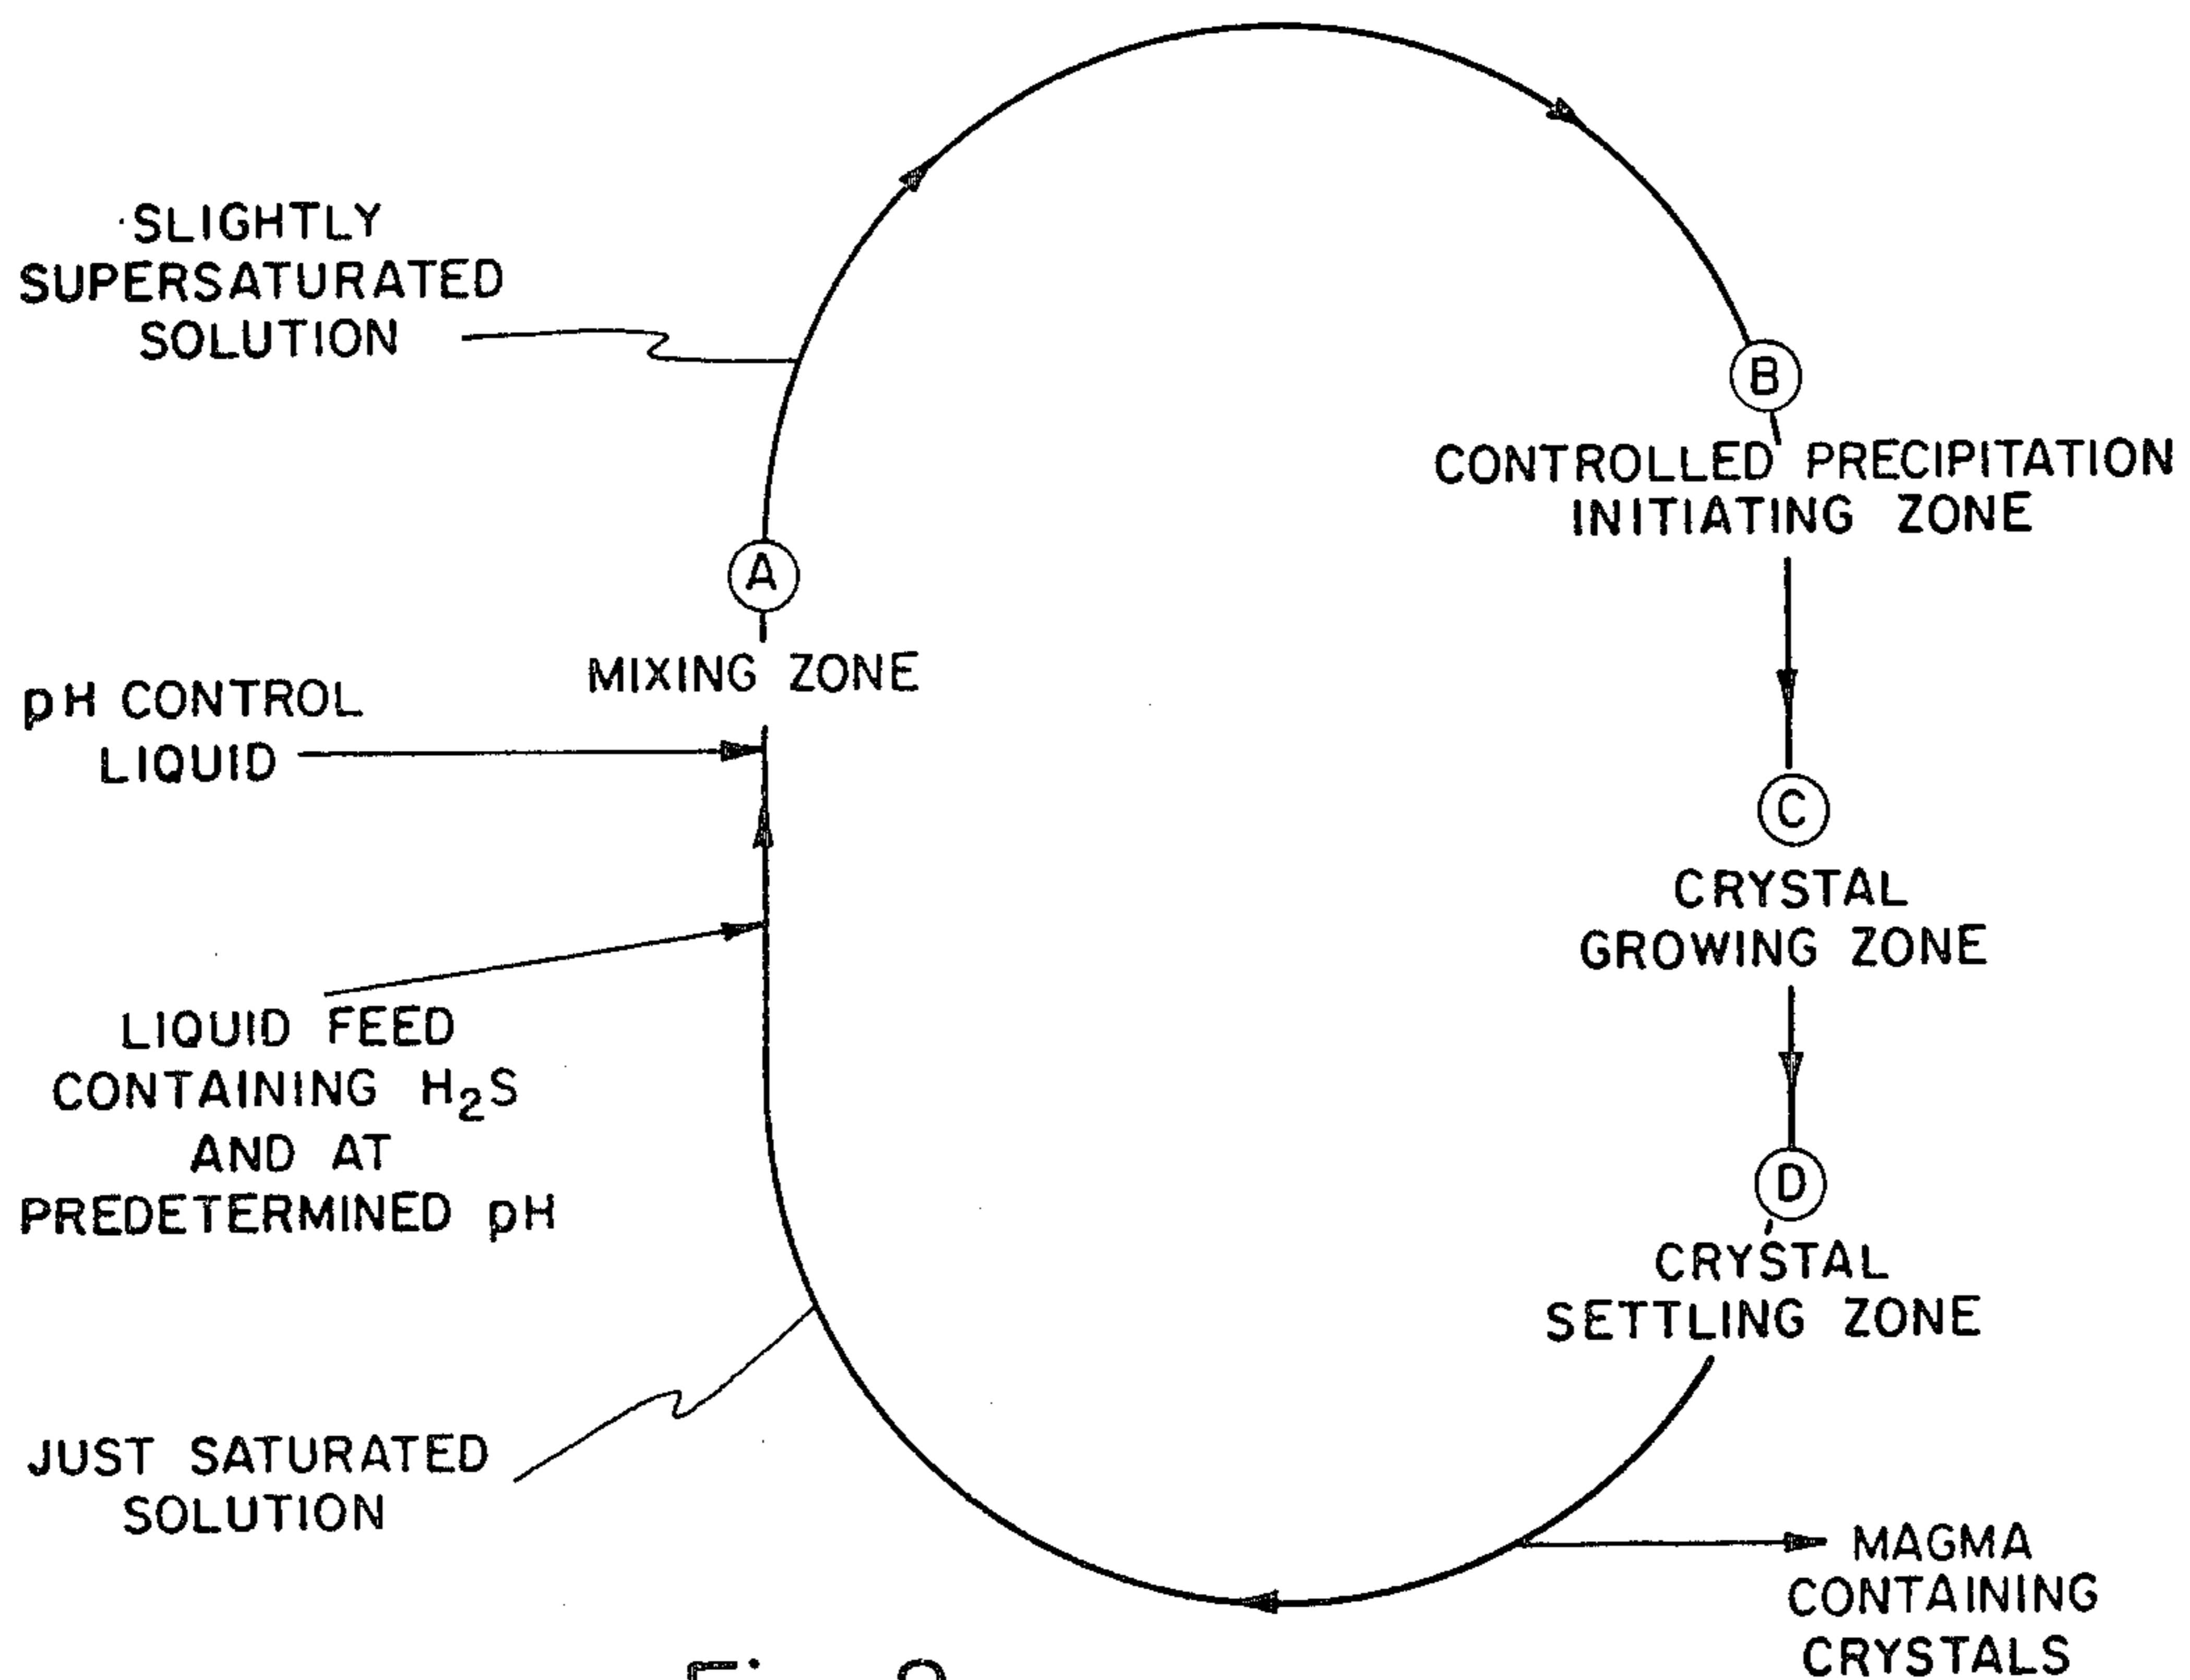 SLIGHTLY
SUPERSATURATED
SOLUTION
B
CONTROLLED PRECIPITATION
INITIATING ZONE
A
MIXING ZONE
pH CONTROL
LIQUID
C
CRYSTAL
GROWING ZONE
LIQUID FEED
CONTAINING H₂S
AND AT
PREDETERMINED pH
D
CRYSTAL
SETTLING ZONE
JUST SATURATED
SOLUTION
MAGMA
CONTAINING
CRYSTALS